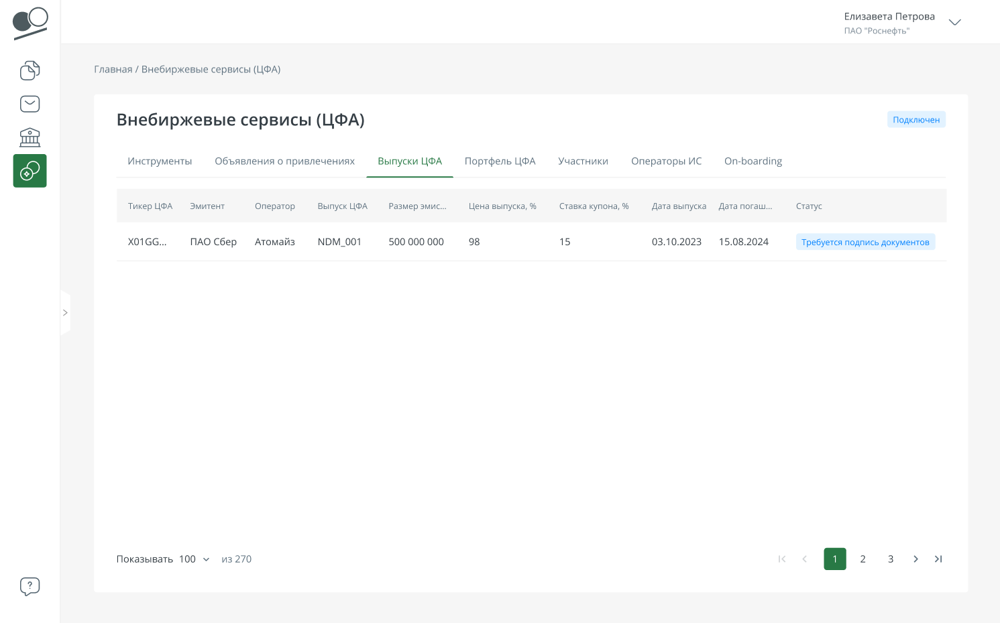 Елизавета Петрова
ПАО "Роснефть"
Главная / Внебиржевые сервисы (ЦФА)
Внебиржевые сервисы (ЦФА)
Подключен
Инструменты Объявления о привлечениях Выпуски ЦФА Портфель ЦФА Участники Операторы ИС On-boarding
Тикер ЦФА Эмитент Оператор Выпуск ЦФА Размер эмис... Цена выпуска, % Ставка купона, % Дата выпуска Дата погаш... Статус
X01GG... ПАО Сбер Атомайз NDM_001 500 000 000 98 15 03.10.2023 15.08.2024 Требуется подпись документов
Показывать 100 из 270 1 2 3
?